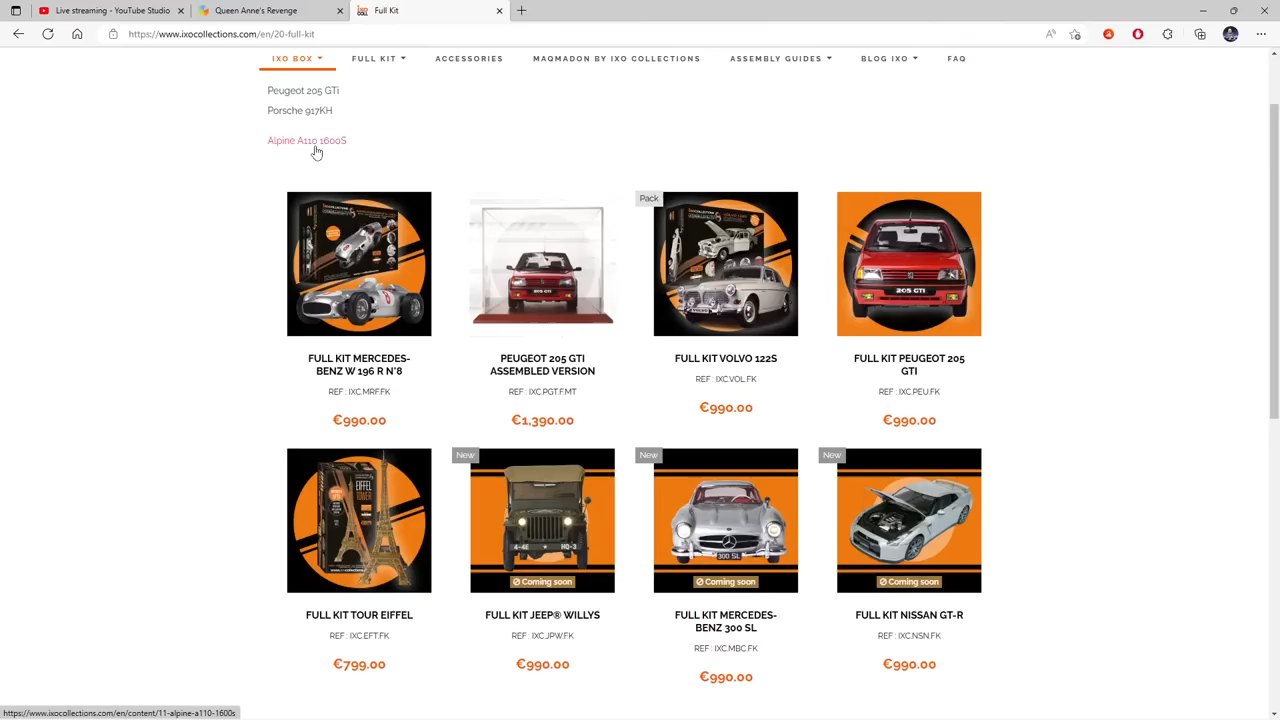 Live streaming - YouTube Studio
Queen Anne's Revenge
Full Kit
https://www.ixocollections.com/en/20-full-kit
IXO BOX
FULL KIT
ACCESSORIES
MAQMADON BY IXO COLLECTIONS
ASSEMBLY GUIDES
BLOG IXO
FAQ
Peugeot 205 GTi
Porsche 917KH
Alpine A110 1600S
Pack
205 GTI
FULL KIT MERCEDES-
BENZ W 196 R N°8
REF : IXC.MRF.FK
€990.00
PEUGEOT 205 GTI
ASSEMBLED VERSION
REF : IXC.PGT.F.MT
€1,390.00
FULL KIT VOLVO 122S
REF : IXC.VOL.FK
€990.00
FULL KIT PEUGEOT 205
GTI
REF : IXC.PEU.FK
€990.00
EIFFEL
TOWER
New
Coming soon
New
300 SL
Coming soon
New
Coming soon
FULL KIT TOUR EIFFEL
REF : IXC.EFT.FK
€799.00
FULL KIT JEEP® WILLYS
REF : IXC.JPW.FK
€990.00
FULL KIT MERCEDES-
BENZ 300 SL
REF : IXC.MBC.FK
€990.00
FULL KIT NISSAN GT-R
REF : IXC.NSN.FK
€990.00
https://www.ixocollections.com/en/content/11-alpine-a110-1600s